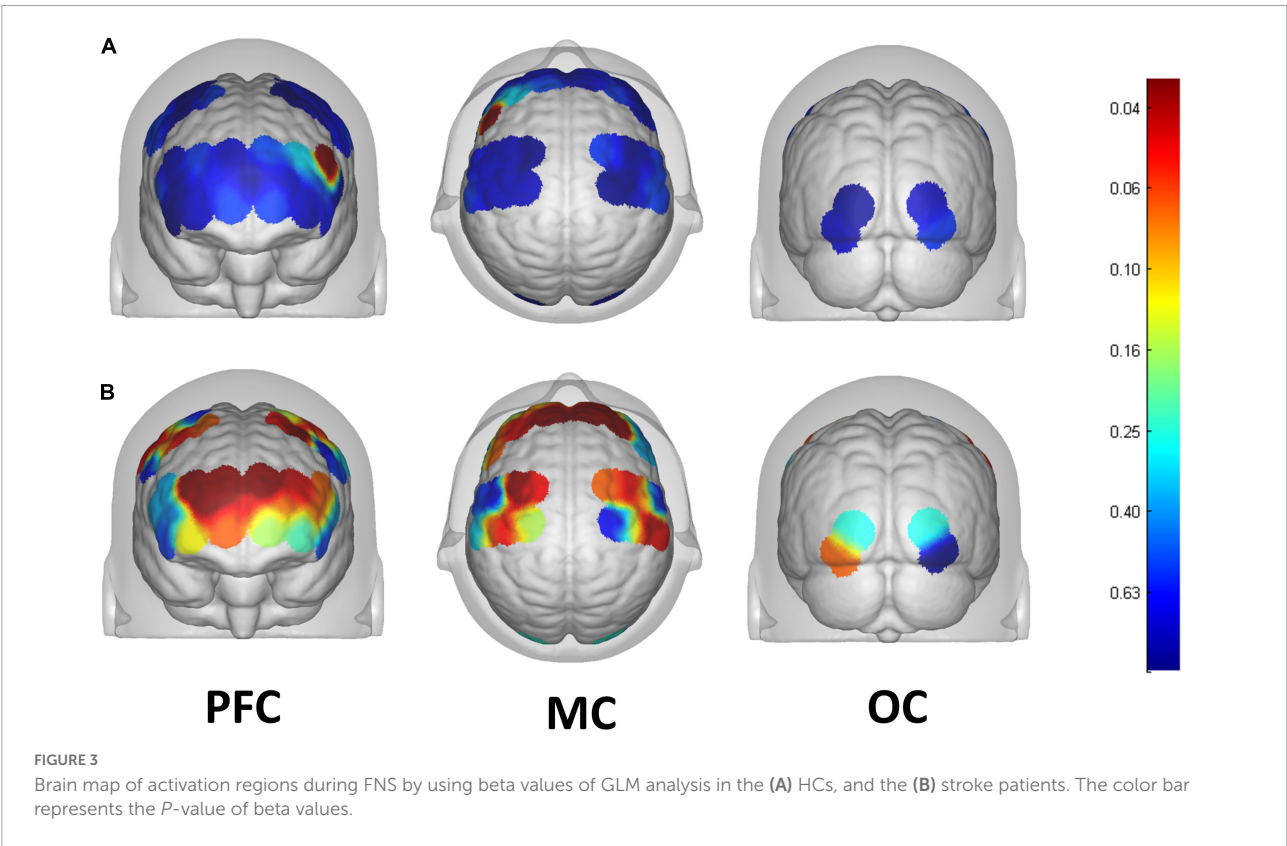 A
0.04
0.06
0.10
0.16
0.25
0.40
0.63
B
PFC
MC
OC
FIGURE 3
Brain map of activation regions during FNS by using beta values of GLM analysis in the (A) HCs, and the (B) stroke patients. The color bar
represents the P-value of beta values.